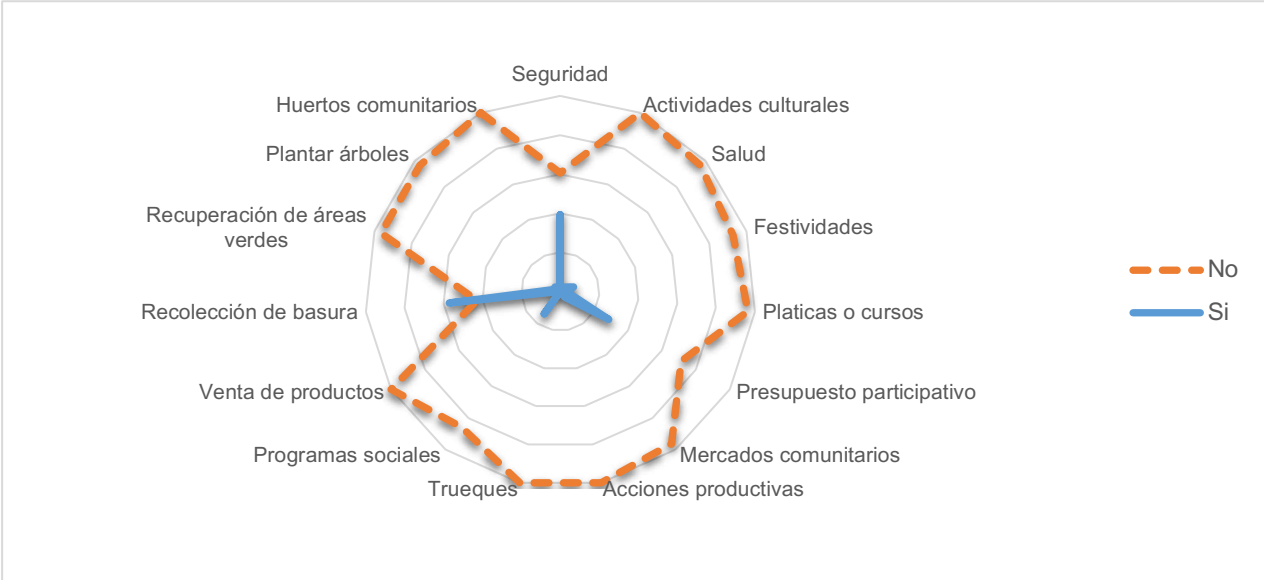 Seguridad
Actividades culturales
Salud
Festividades
Platicas o cursos
Presupuesto participativo
Mercados comunitarios
Acciones productivas
Trueques
Programas sociales
Venta de productos
Recolección de basura
Recuperación de áreas
verdes
Plantar árboles
Huertos comunitarios
No
Si